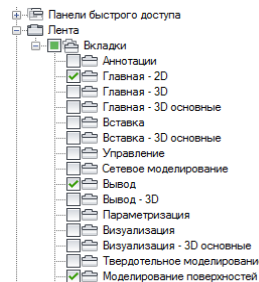 Панели быстрого доступа
Лента
Вкладки
Аннотации
Главная - 2D
Главная - 3D
Главная - 3D основные
Вставка
Вставка - 3D основные
Управление
Сетевое моделирование
Вывод
Вывод - 3D
Параметризация
Визуализация
Визуализация - 3D основные
Твердотельное моделировани
Моделирование поверхностей